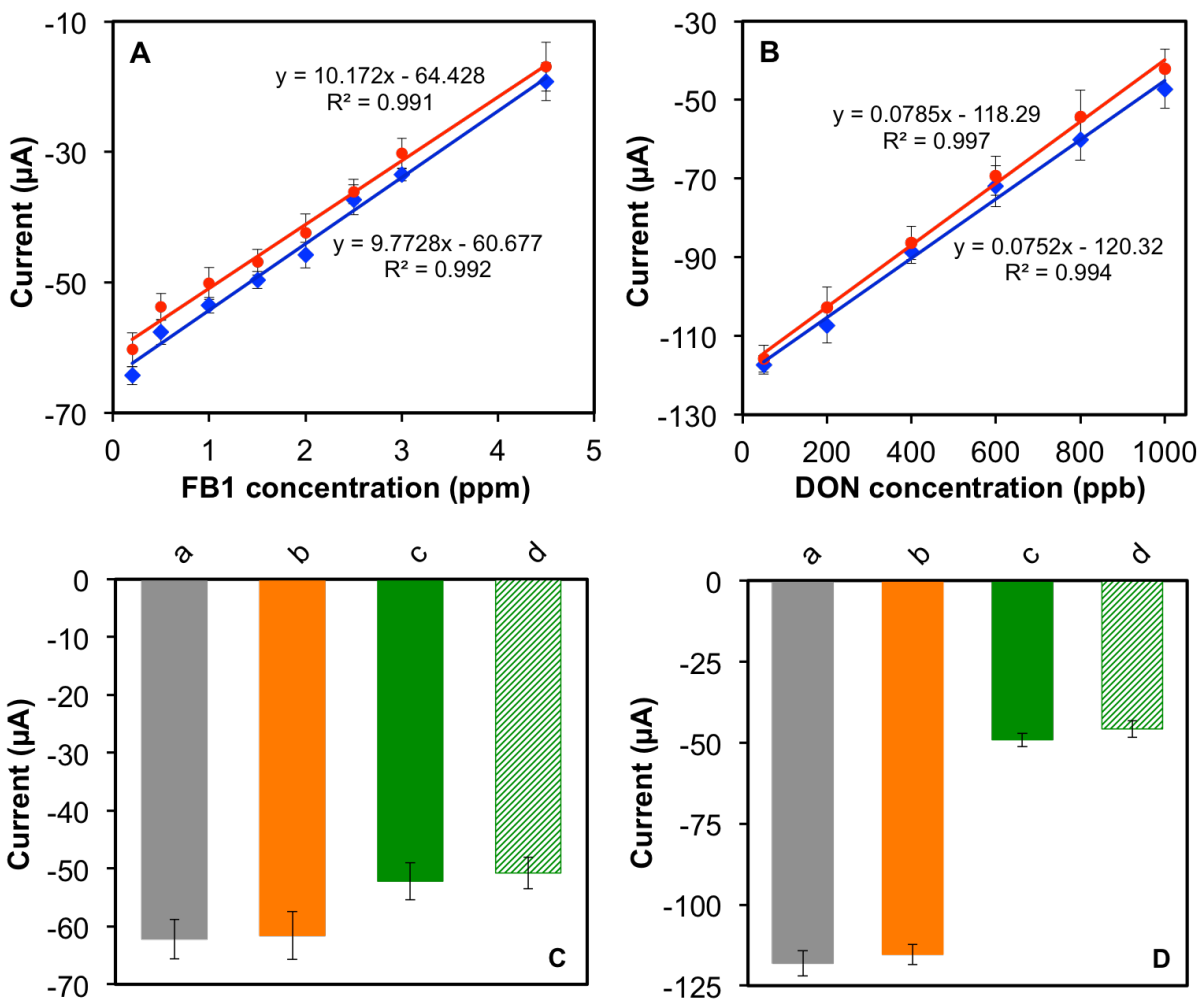 A
y = 10.172x - 64.428
R² = 0.991
y = 9.7728x - 60.677
R² = 0.992
-10
-30
-50
-70
0 1 2 3 4 5
Current (µA)
FB1 concentration (ppm)
B
y = 0.0785x - 118.29
R² = 0.997
y = 0.0752x - 120.32
R² = 0.994
-30
-50
-70
-90
-110
-130
0 200 400 600 800 1000
Current (µA)
DON concentration (ppb)
a b c d
0
-10
-20
-30
-40
-50
-60
-70
Current (µA)
C
a b c d
0
-25
-50
-75
-100
-125
Current (µA)
D